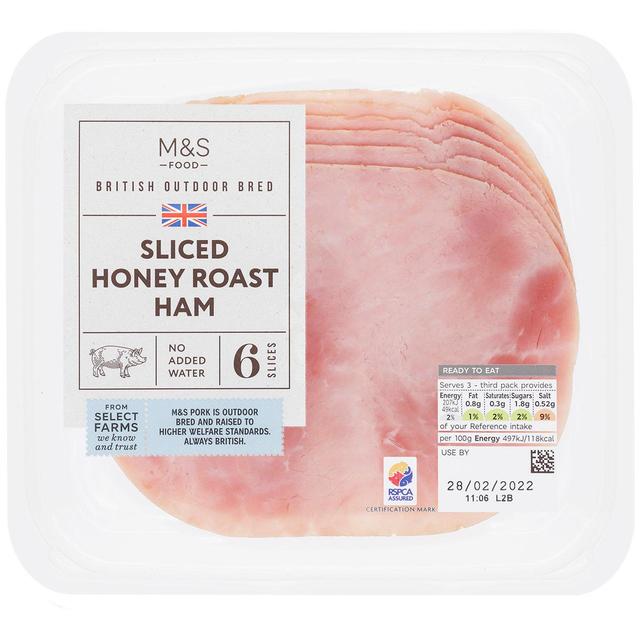 M&S
FOOD
BRITISH OUTDOOR BRED
SLICED
HONEY ROAST
HAM
NO
ADDED
WATER
6
SLICES
FROM
SELECT
FARMS
we know
and trust
M&S PORK IS OUTDOOR
BRED AND RAISED TO
HIGHER WELFARE STANDARDS.
ALWAYS BRITISH.
RSPCA
ASSURED
CERTIFICATION MARK
READY TO EAT
Serves 3 - third pack provides
Energy Fat Saturates Sugars Salt
207kJ 0.8g 0.3g 1.8g 0.52g
49kcal
2% 1% 2% 2% 9%
of your Reference intake
per 100g Energy 497kJ/118kcal
USE BY
28/02/2022
11:06 L2B